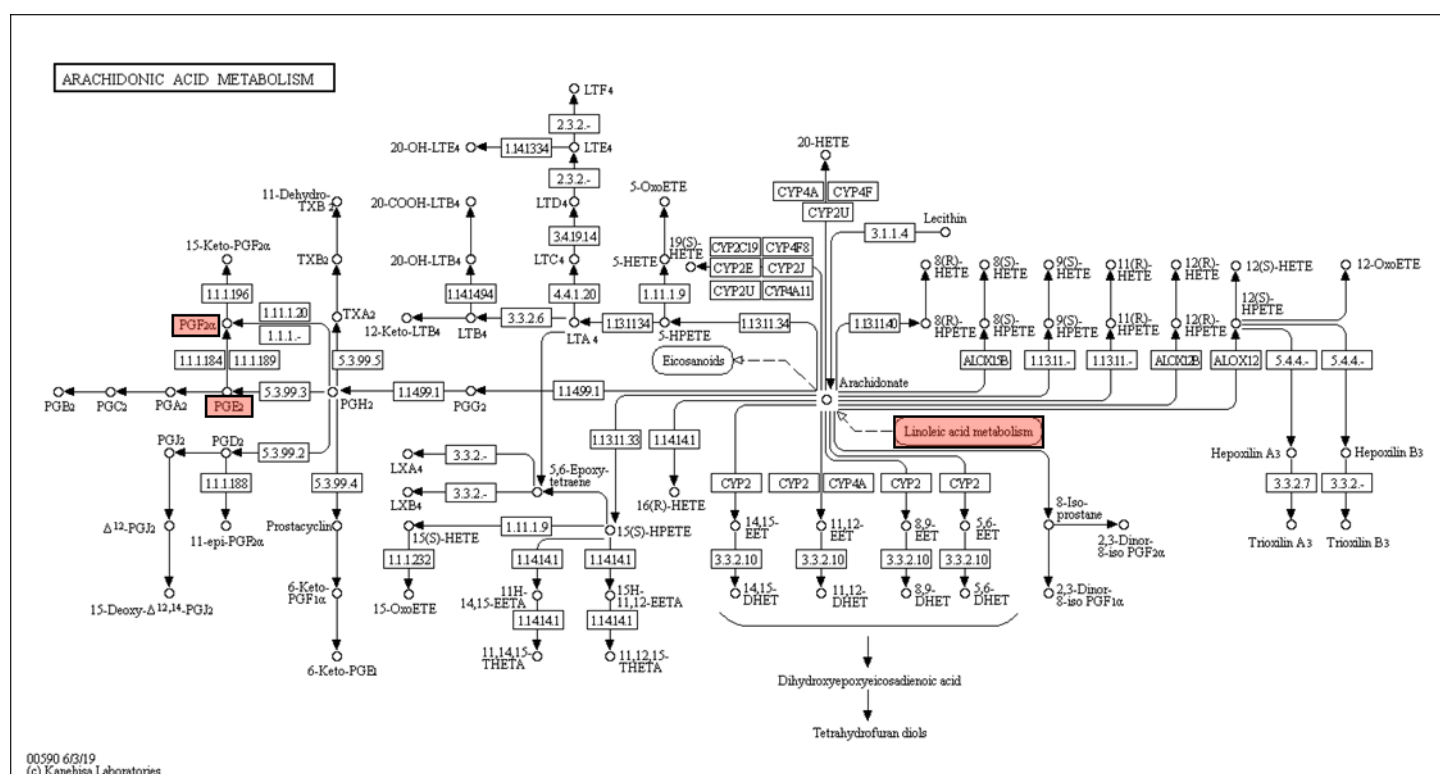 ARACHIDONIC ACID METABOLISM
LTF4
2.3.2.-
20-HETE
20-OH-LTE4
1.14.13.34
LTE4
2.3.2.-
CYP4A
CYP4F
CYP2U
11-Dehydro-
TXB2
20-COOH-LTB4
LTD4
5-OxoETE
Lecithin
3.1.1.4
3.4.19.14
15-Keto-PGF2α
19(S)-
HETE
CYP2C19
CYP4F8
TXB2
20-OH-LTB4
LTC4
5-HETE
CYP2E
CYP2J
8(R)-
HETE
8(S)-
HETE
9(S)-
HETE
11(R)-
HETE
12(R)-
HETE
12(S)-HETE
12-OxoETE
1.1.1.196
1.14.14.94
4.4.1.20
1.11.1.9
CYP2U
CYP4A11
1.11.1.20
TXA2
PGF2α
1.1.1.-
12-Keto-LTB4
LTB4
3.3.2.6
LTA4
1.13.11.34
5-HPETE
1.13.11.34
1.13.11.40
8(R)-
HPETE
8(S)-
HPETE
9(S)-
HPETE
11(R)-
HPETE
12(R)-
HPETE
12(S)-
HPETE
1.1.1.184
1.1.1.189
5.3.99.5
Eicosanoids
ALOX15B
1.13.11.-
1.13.11.-
ALOX12B
ALOX12
5.4.4.-
5.4.4.-
Arachidonate
PGB2
PGC2
PGA2
PGE2
5.3.99.3
PGH2
1.14.99.1
PGG2
1.14.99.1
Linoleic acid metabolism
PGJ2
PGD2
5.3.99.2
1.13.11.33
1.14.14.1
LXA4
3.3.2.-
Hepoxilin A3
Hepoxilin B3
1.1.1.188
5.3.99.4
5,6-Epoxy-
tetraene
CYP2
CYP2
CYP4A
CYP2
CYP2
3.3.2.7
3.3.2.-
LXB4
3.3.2.-
16(R)-HETE
8-Iso-
prostane
Δ12-PGJ2
11-epi-PGF2α
Prostacyclin
15(S)-HETE
1.11.1.9
15(S)-HPETE
14,15-
EET
11,12-
EET
8,9-
EET
5,6-
EET
2,3-Dinor-
8-iso PGF2α
Trioxilin A3
Trioxilin B3
1.1.1.232
1.14.14.1
1.14.14.1
3.3.2.10
3.3.2.10
3.3.2.10
3.3.2.10
6-Keto-
PGF1α
15-Deoxy-Δ12,14-PGJ2
15-OxoETE
11H-
14,15-EETA
15H-
11,12-EETA
14,15-
DHET
11,12-
DHET
8,9-
DHET
5,6-
DHET
2,3-Dinor-
8-iso PGF1α
1.14.14.1
1.14.14.1
6-Keto-PGE1
11,14,15-
THETA
11,12,15-
THETA
Dihydroxyepoxyeicosadienoic acid
Tetrahydrofuran diols
00590 6/3/19
(c) Kanehisa Laboratories